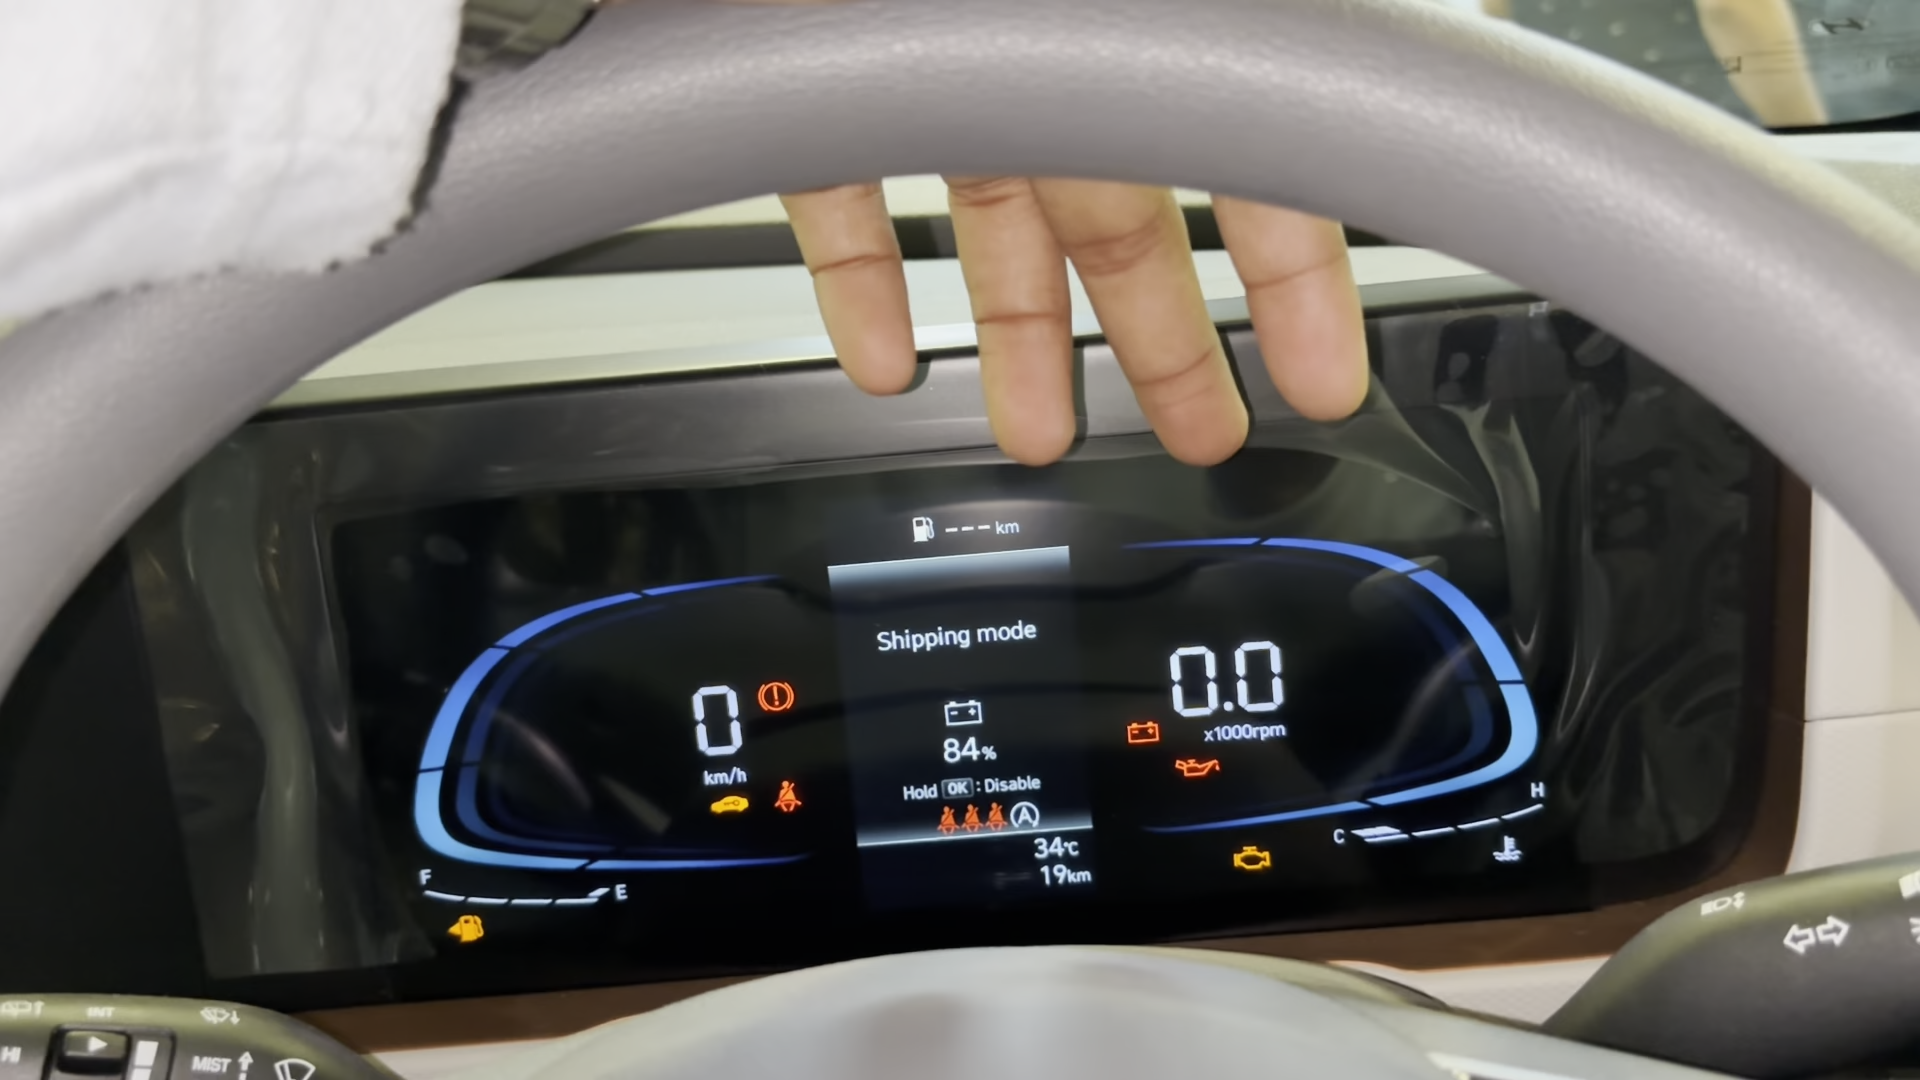 --- km
Shipping mode
0
km/h
84%
Hold OK : Disable
A
34°C
19km
0.0
x1000rpm
F
E
C
H
INT
HI
MIST